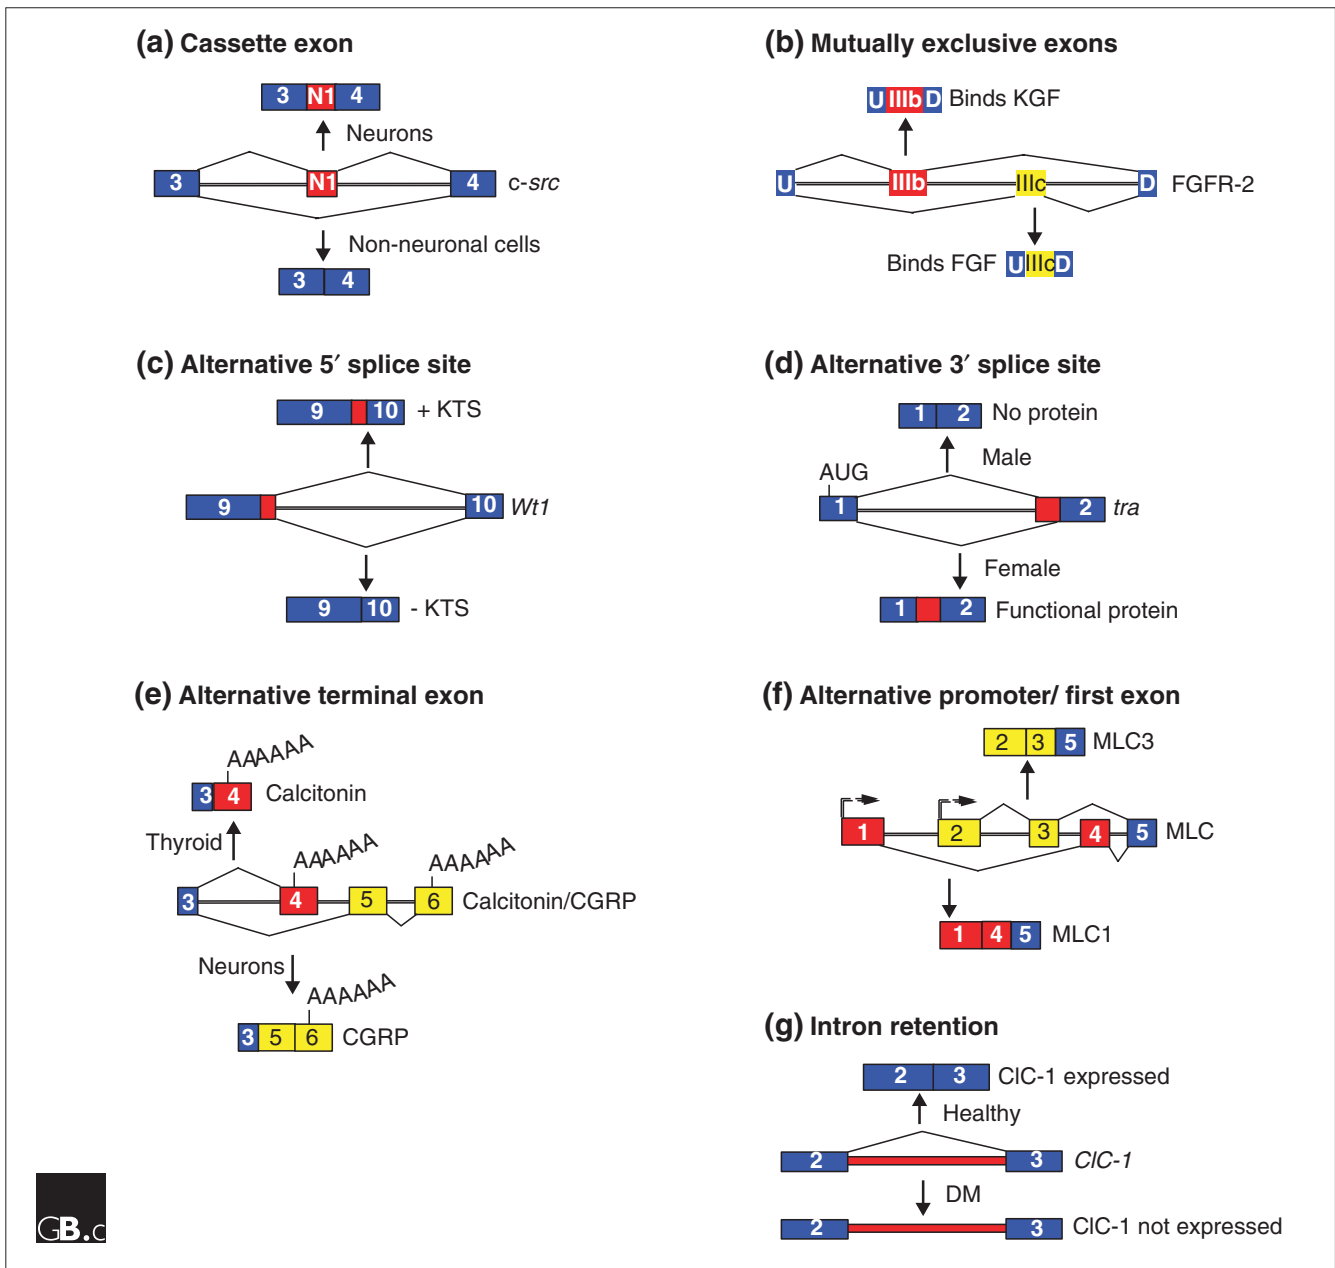 (a) Cassette exon
3 N1 4
Neurons
3 N1 4 c-src
Non-neuronal cells
3 4
(b) Mutually exclusive exons
U IIIb D Binds KGF
U IIIb IIIc D FGFR-2
Binds FGF U IIIc D
(c) Alternative 5′ splice site
9 10 + KTS
9 10 Wt1
9 10 - KTS
(d) Alternative 3′ splice site
1 2 No protein
Male
AUG
1 2 tra
Female
1 2 Functional protein
(e) Alternative terminal exon
AAAAAA
3 4 Calcitonin
Thyroid
AAAAAA AAAAAA
3 4 5 6 Calcitonin/CGRP
Neurons
AAAAAA
3 5 6 CGRP
(f) Alternative promoter/ first exon
2 3 5 MLC3
1 2 3 4 5 MLC
1 4 5 MLC1
(g) Intron retention
2 3 ClC-1 expressed
Healthy
2 3 ClC-1
DM
2 3 ClC-1 not expressed
GB.c